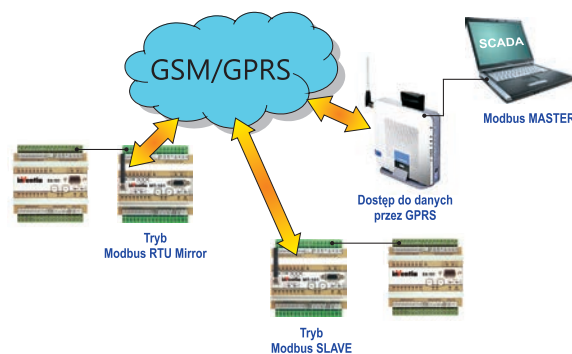 GSM/GPRS
SCADA
Modbus MASTER
Dostęp do danych
przez GPRS
Tryb
Modbus RTU Mirror
Tryb
Modbus SLAVE